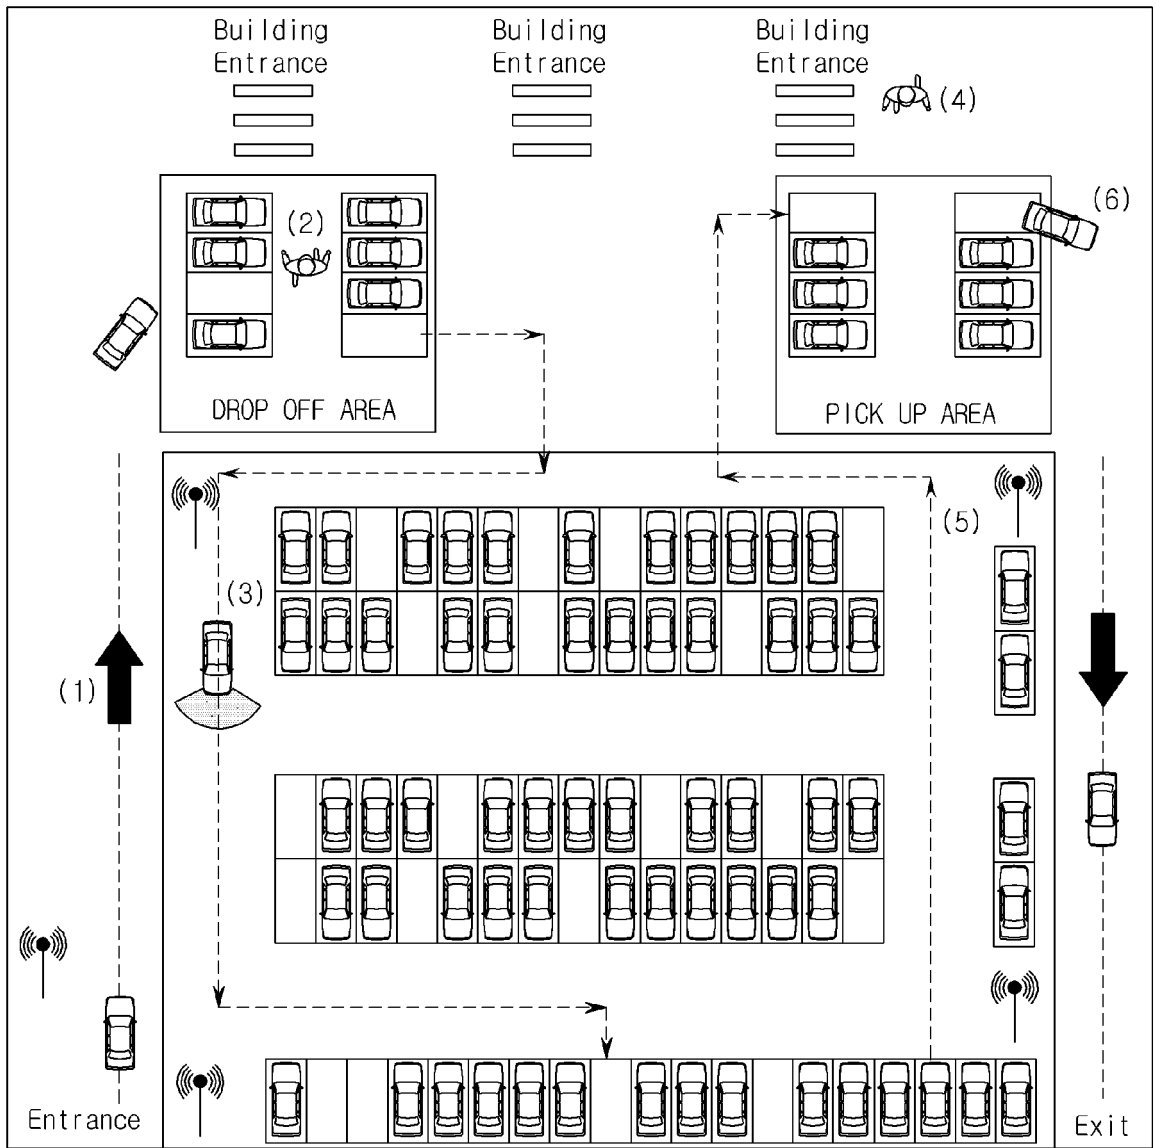 Building
Entrance
Building
Entrance
Building
Entrance
(4)
(2)
(6)
DROP OFF AREA
PICK UP AREA
(5)
(3)
(1)
Entrance
Exit